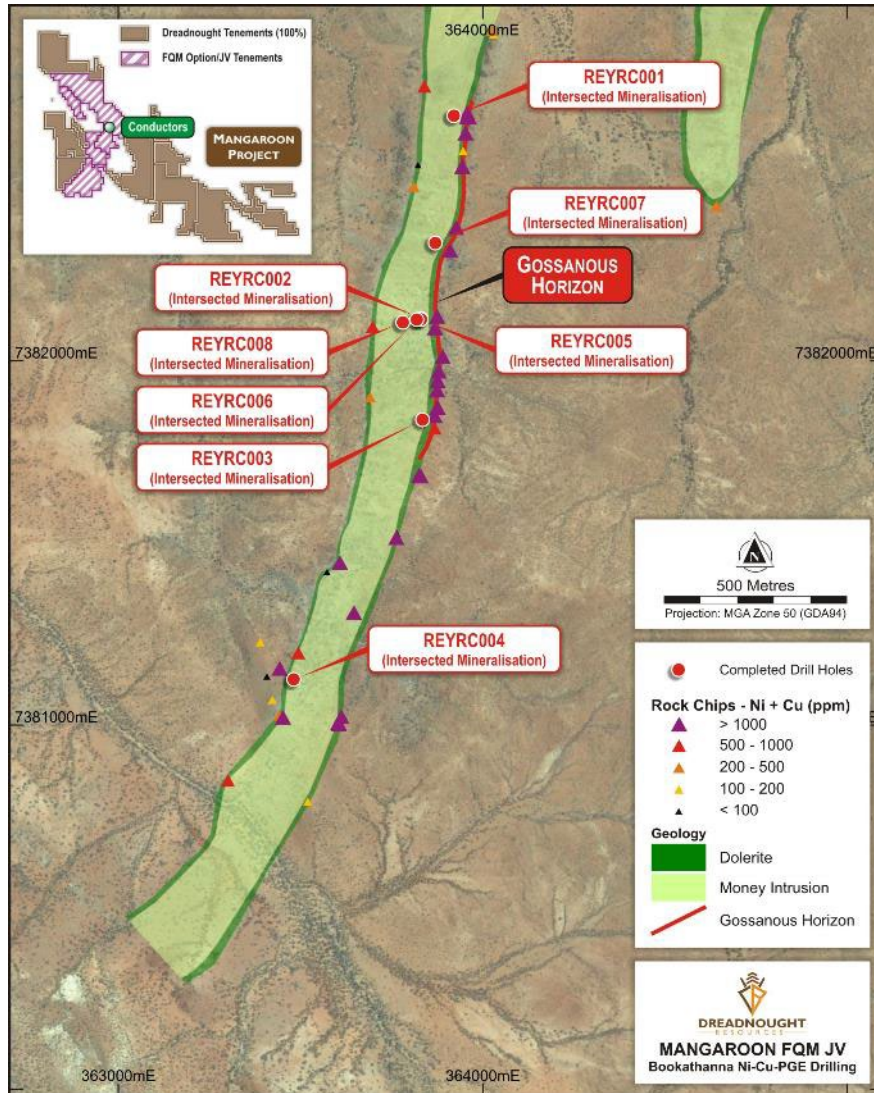 Dreadnought Tenements (100%)
FQM Option/JV Tenements
Conductors
MANGAROON
PROJECT
364000mE
REYRC001
(Intersected Mineralisation)
REYRC007
(Intersected Mineralisation)
GOSSANOUS
HORIZON
REYRC002
(Intersected Mineralisation)
REYRC008
(Intersected Mineralisation)
REYRC005
(Intersected Mineralisation)
7382000mE
7382000mE
REYRC006
(Intersected Mineralisation)
REYRC003
(Intersected Mineralisation)
N
500 Metres
Projection: MGA Zone 50 (GDA94)
REYRC004
(Intersected Mineralisation)
7381000mE
Completed Drill Holes
Rock Chips - Ni + Cu (ppm)
> 1000
500 - 1000
200 - 500
100 - 200
< 100
Geology
Dolerite
Money Intrusion
Gossanous Horizon
DREADNOUGHT
RESOURCES
MANGAROON FQM JV
Bookathanna Ni-Cu-PGE Drilling
363000mE
364000mE